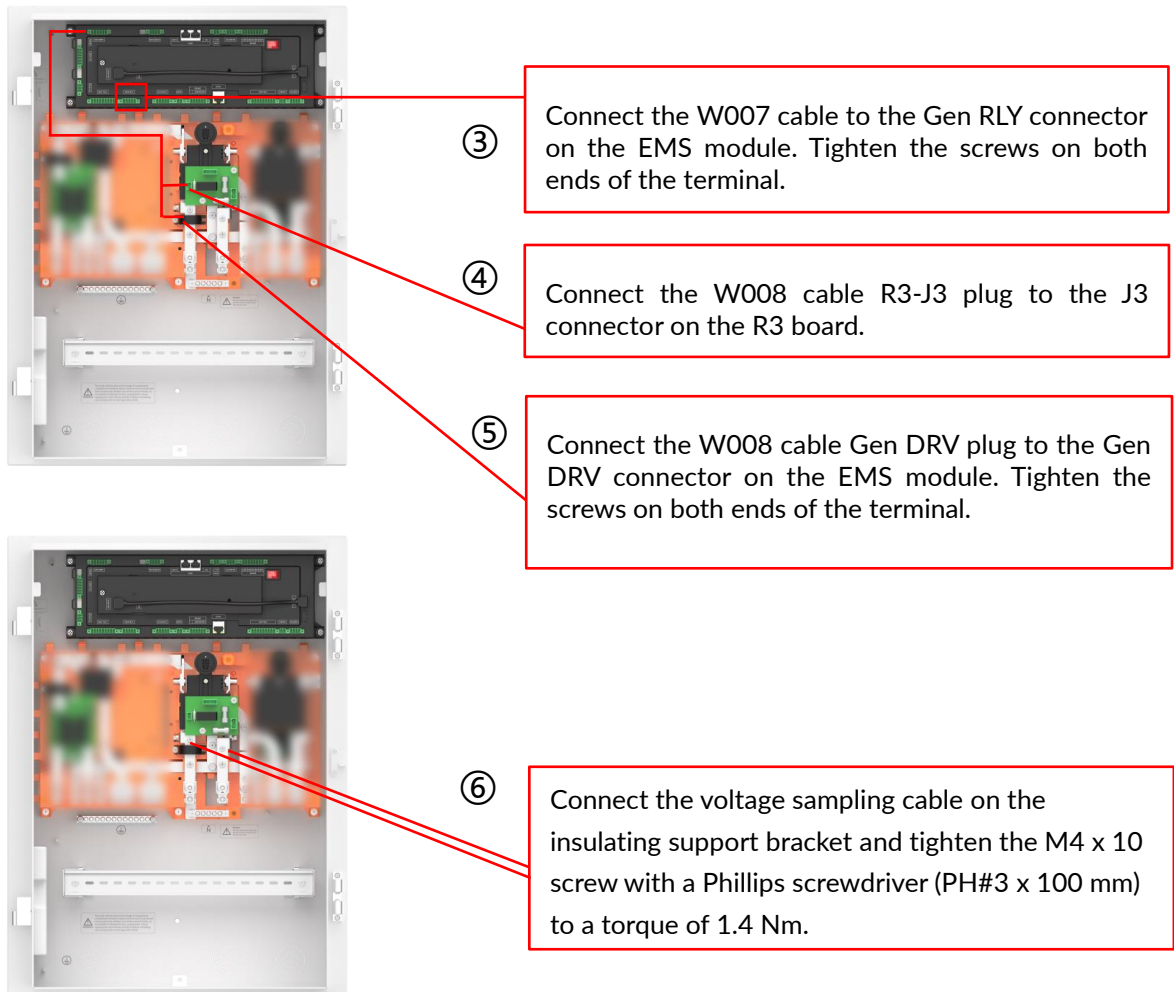 ③
Connect the W007 cable to the Gen RLY connector
on the EMS module. Tighten the screws on both
ends of the terminal.
④
Connect the W008 cable R3-J3 plug to the J3
connector on the R3 board.
⑤
Connect the W008 cable Gen DRV plug to the Gen
DRV connector on the EMS module. Tighten the
screws on both ends of the terminal.
⑥
Connect the voltage sampling cable on the
insulating support bracket and tighten the M4 x 10
screw with a Phillips screwdriver (PH#3 x 100 mm)
to a torque of 1.4 Nm.